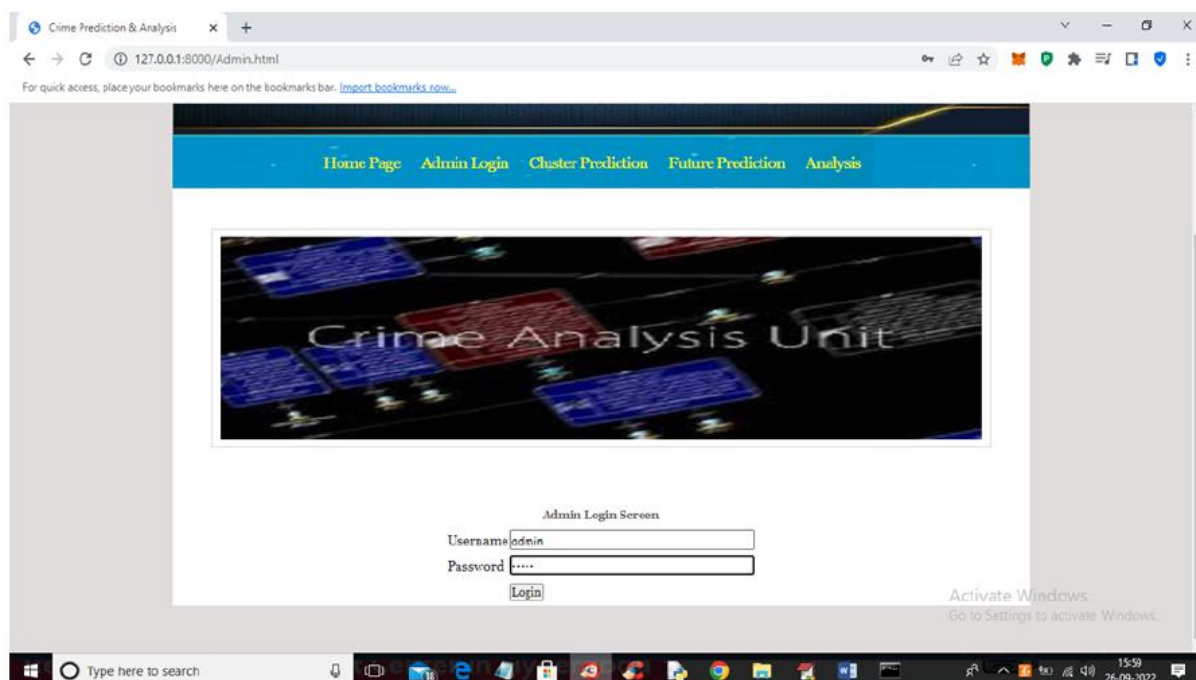 Crime Prediction & Analysis
127.0.0.1:8000/Admin.html
For quick access, place your bookmarks here on the bookmarks bar. Import bookmarks now...
Home Page Admin Login Cluster Prediction Future Prediction Analysis
Crime Analysis Unit
Admin Login Screen
Username admin
Password •••••
Login
Activate Windows
Go to Settings to activate Windows.
Type here to search
15:59
26-09-2022